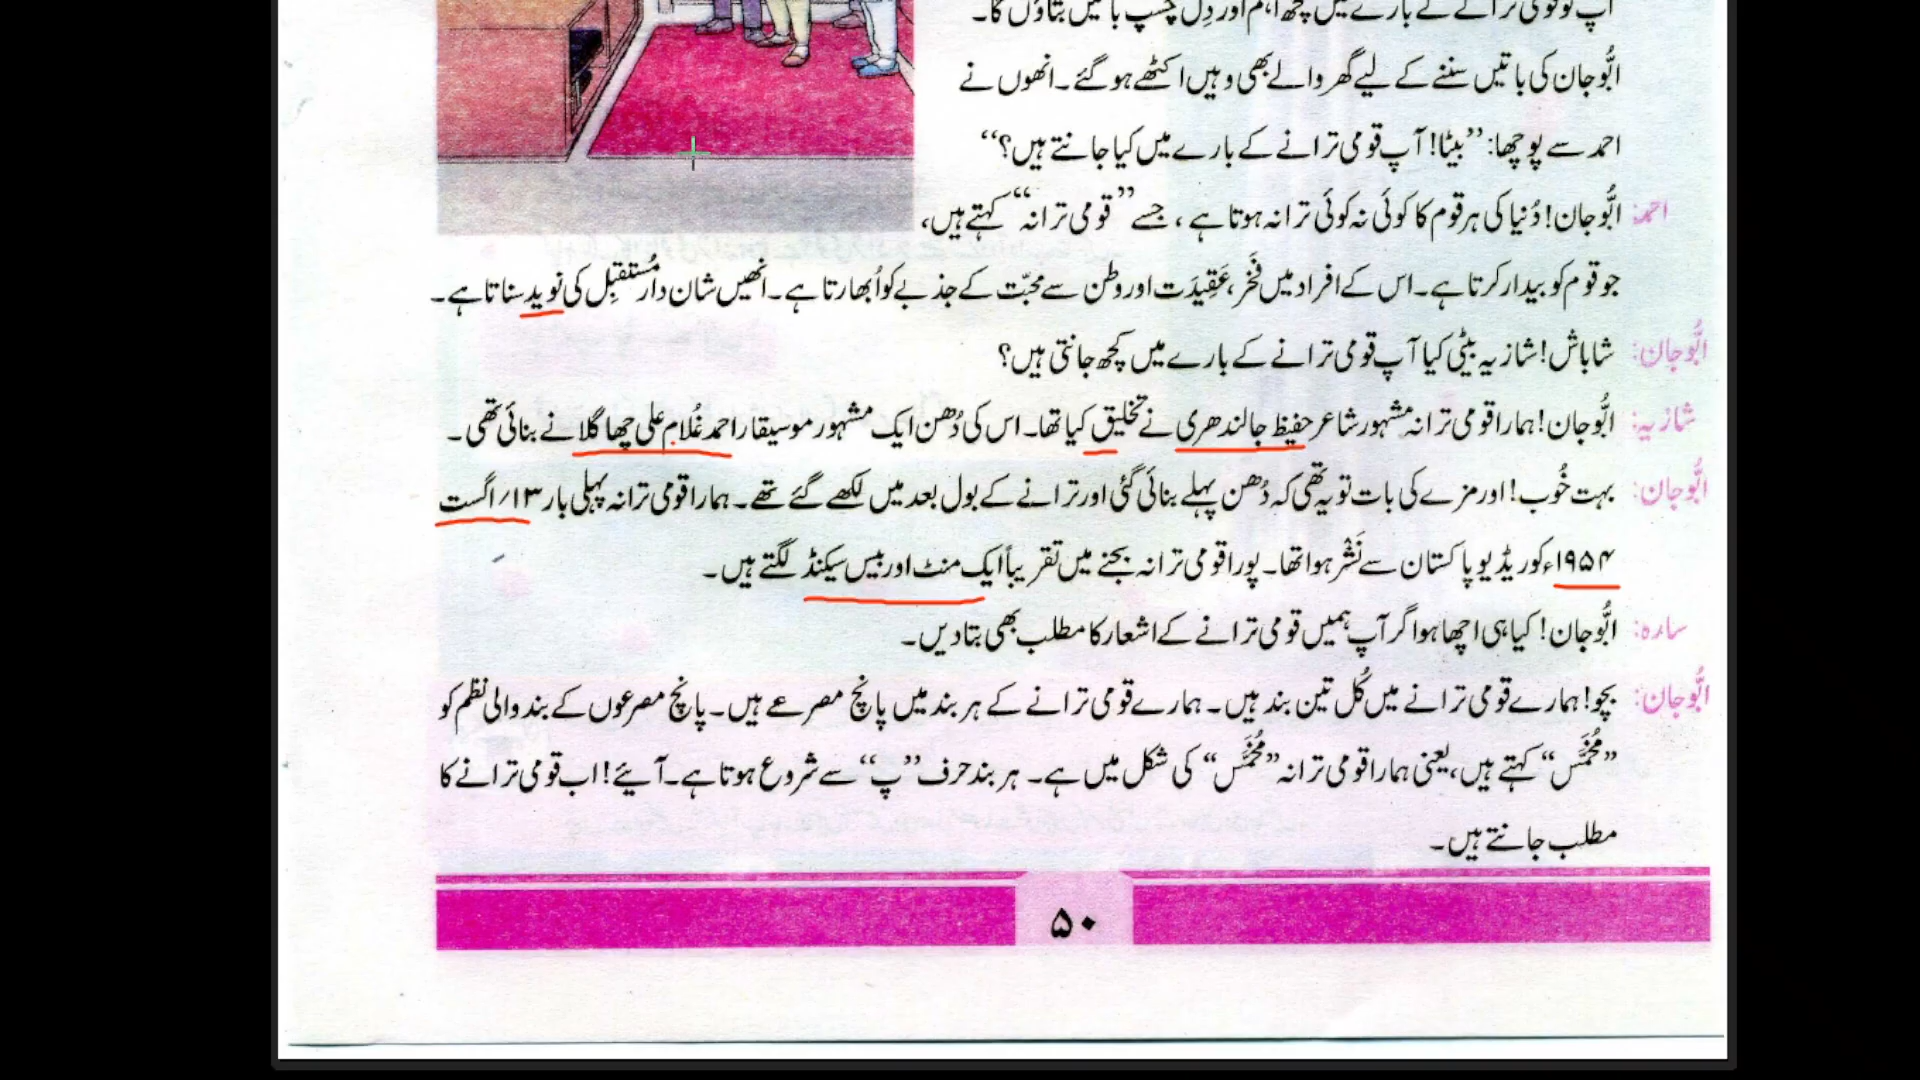 آپ کو قومی ترانے کے بارے میں کچھ اہم اور دِل چسپ باتیں بتاؤں گا۔
ابُّو جان کی باتیں سننے کے لیے گھر والے بھی وہیں اکٹھے ہو گئے۔ انھوں نے
احمد سے پوچھا: ”بیٹا! آپ قومی ترانے کے بارے میں کیا جانتے ہیں؟“
احمد: ابُّو جان! دُنیا کی ہر قوم کا کوئی نہ کوئی ترانہ ہوتا ہے، جسے ”قومی ترانہ“ کہتے ہیں،
جو قوم کو بیدار کرتا ہے۔ اس کے افراد میں فَخَر، عَقِیدَت اور وطن سے محبّت کے جذبے کو اُبھارتا ہے۔ انھیں شان دار مُستقبِل کی نوید سناتا ہے۔
ابُّو جان: شاباش! شازیہ بیٹی کیا آپ قومی ترانے کے بارے میں کچھ جانتی ہیں؟
شازیہ: ابُّو جان! ہمارا قومی ترانہ مشہور شاعر حفیظ جالندھری نے تخلیق کیا تھا۔ اس کی دُھن ایک مشہور موسیقار احمد غُلام علی چھاگلا نے بنائی تھی۔
ابُّو جان: بہت خُوب! اور مزے کی بات تو یہ تھی کہ دُھن پہلے بنائی گئی اور ترانے کے بول بعد میں لکھے گئے تھے۔ ہمارا قومی ترانہ پہلی بار ۱۳؍اگست
۱۹۵۴ء کو ریڈیو پاکستان سے نَشْر ہوا تھا۔ پورا قومی ترانہ بجنے میں تقریباً ایک منٹ اور بیس سیکنڈ لگتے ہیں۔
سارہ: ابُّو جان! کیا ہی اچھا ہو اگر آپ ہمیں قومی ترانے کے اشعار کا مطلب بھی بتا دیں۔
ابُّو جان: بچو! ہمارے قومی ترانے میں کُل تین بند ہیں۔ ہمارے قومی ترانے کے ہر بند میں پانچ مصرعے ہیں۔ پانچ مصرعوں کے بند والی نظم کو
”مُخَمَّس“ کہتے ہیں، یعنی ہمارا قومی ترانہ ”مُخَمَّس“ کی شکل میں ہے۔ ہر بند حرف ”پ“ سے شروع ہوتا ہے۔ آئیے! اب قومی ترانے کا
مطلب جانتے ہیں۔
۵۰